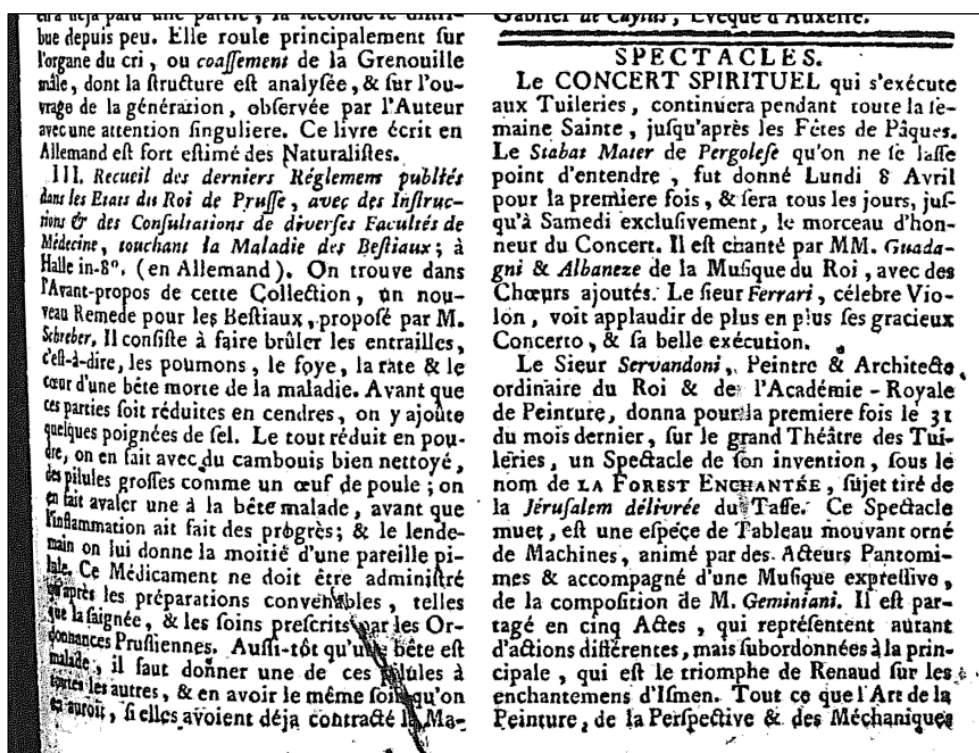 en a déja paru une partie, la seconde se distri-
bue depuis peu. Elle roule principalement ſur
l'organe du cri, ou coaſſement de la Grenouille
mâle, dont la ſtructure eſt analyſée, & ſur l'ou-
vrage de la génération, obſervée par l'Auteur
avec une attention ſinguliere. Ce livre écrit en
Allemand eſt fort eſtimé des Naturaliſtes.
III. Recueil des derniers Réglemens publiés
dans les Etats du Roi de Pruſſe, avec des Inſtruc-
tions & des Conſultations de diverſes Facultés de
Médecine, touchant la Maladie des Beſtiaux; à
Halle in-8°. (en Allemand). On trouve dans
l'Avant-propos de cette Collection, un nou-
veau Remede pour les Beſtiaux, propoſé par M.
Schreber. Il conſiſte à faire brûler les entrailles,
c'eſt-à-dire, les poumons, le foye, la rate & le
cœur d'une bête morte de la maladie. Avant que
ces parties ſoit réduites en cendres, on y ajoûte
quelques poignées de ſel. Le tout réduit en pou-
dre, on en fait avec du cambouis bien nettoyé,
des pilules groſſes comme un œuf de poule; on
en fait avaler une à la bête malade, avant que
l'inflammation ait fait des progrès; & le lende-
main on lui donne la moitié d'une pareille pi-
lule. Ce Médicament ne doit être adminiſtré
qu'après les préparations convenables, telles
que la ſaignée, & les ſoins preſcrits par les Or-
donnances Pruſſiennes. Auſſi-tôt qu'une bête eſt
malade, il faut donner une de ces pilules à
toutes les autres, & en avoir le même ſoin qu'on
en auroit, ſi elles avoient déja contracté la Ma-
Gabriel de Caylus, Evêque d'Auxerre.
SPECTACLES.
Le CONCERT SPIRITUEL qui s'exécute
aux Tuileries, continuera pendant toute la ſe-
maine Sainte, juſqu'après les Fêtes de Pâques.
Le Stabat Mater de Pergoleſe qu'on ne ſe laſſe
point d'entendre, fut donné Lundi 8 Avril
pour la premiere fois, & ſera tous les jours, juſ-
qu'à Samedi excluſivement, le morceau d'hon-
neur du Concert. Il eſt chanté par MM. Guada-
gni & Albaneze de la Muſique du Roi, avec des
Chœurs ajoutés. Le ſieur Ferrari, célebre Vio-
lon, voit applaudir de plus en plus ſes gracieux
Concerto, & ſa belle exécution.
Le Sieur Servandoni, Peintre & Architecte,
ordinaire du Roi & de l'Académie-Royale
de Peinture, donna pour la premiere fois le 31
du mois dernier, ſur le grand Théâtre des Tui-
leries, un Spectacle de ſon invention, ſous le
nom de LA FOREST ENCHANTÉE, ſujet tiré de
la Jéruſalem délivrée du Taſſe. Ce Spectacle
muet, eſt une eſpece de Tableau mouvant orné
de Machines, animé par des Acteurs Pantomi-
mes & accompagné d'une Muſique expreſſive,
de la compoſition de M. Geminiani. Il eſt par-
tagé en cinq Actes, qui repréſentent autant
d'actions différentes, mais ſubordonnées à la prin-
cipale, qui eſt le triomphe de Renaud ſur les
enchantemens d'Iſmen. Tout ce que l'Art de la
Peinture, de la Perſpective & des Méchaniques